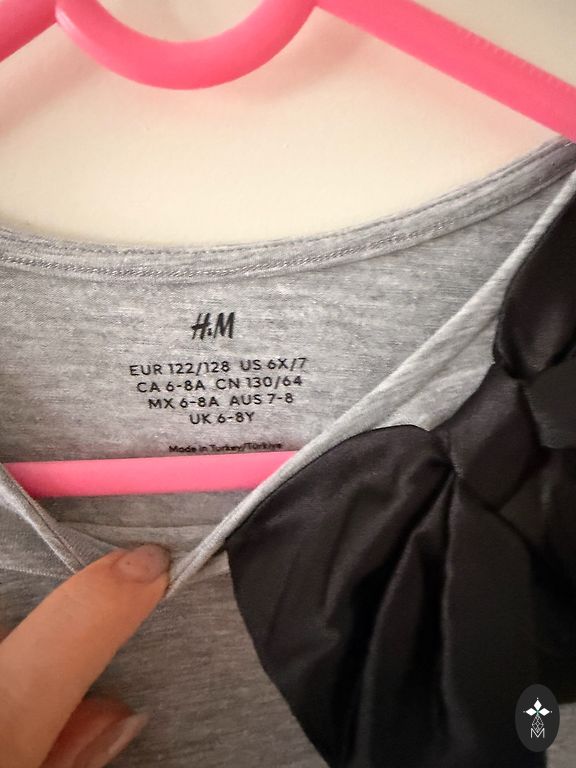 H&M
EUR 122/128 US 6X/7
CA 6-8A CN 130/64
MX 6-8A AUS 7-8
UK 6-8Y
Made in Turkey/Türkiye
M